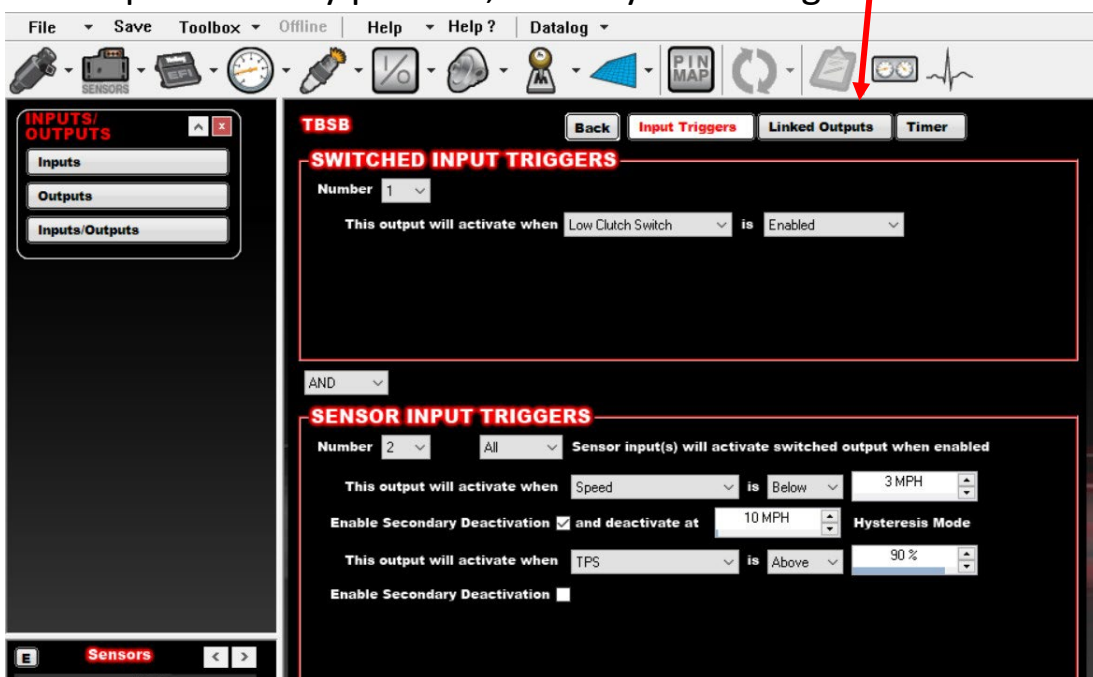 File Save Toolbox Offline Help Help ? Datalog
SENSORS EFI 1/0 PIN MAP
INPUTS/
OUTPUTS
Inputs
Outputs
Inputs/Outputs
TBSB Back Input Triggers Linked Outputs Timer
SWITCHED INPUT TRIGGERS
Number 1
This output will activate when Low Clutch Switch is Enabled
AND
SENSOR INPUT TRIGGERS
Number 2 All Sensor input(s) will activate switched output when enabled
This output will activate when Speed is Below 3 MPH
Enable Secondary Deactivation and deactivate at 10 MPH Hysteresis Mode
This output will activate when TPS is Above 90 %
Enable Secondary Deactivation
E Sensors < >